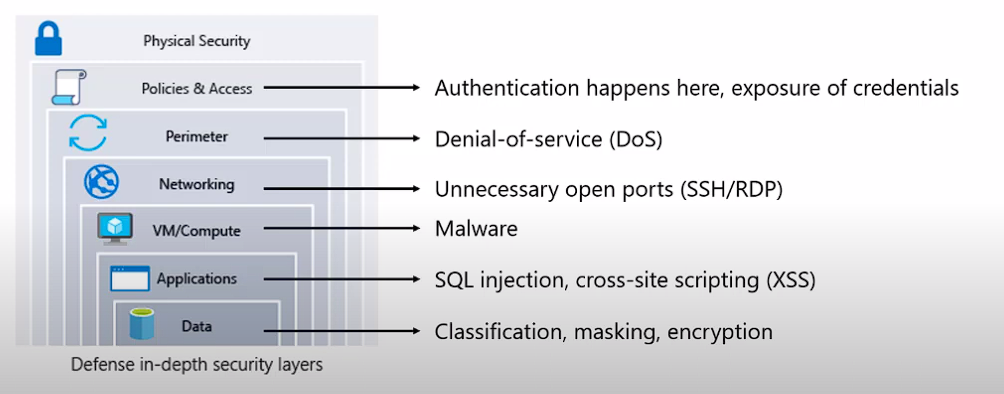 Physical Security
Policies & Access
Authentication happens here, exposure of credentials
Perimeter
Denial-of-service (DoS)
Networking
Unnecessary open ports (SSH/RDP)
VM/Compute
Malware
Applications
SQL injection, cross-site scripting (XSS)
Data
Classification, masking, encryption
Defense in-depth security layers